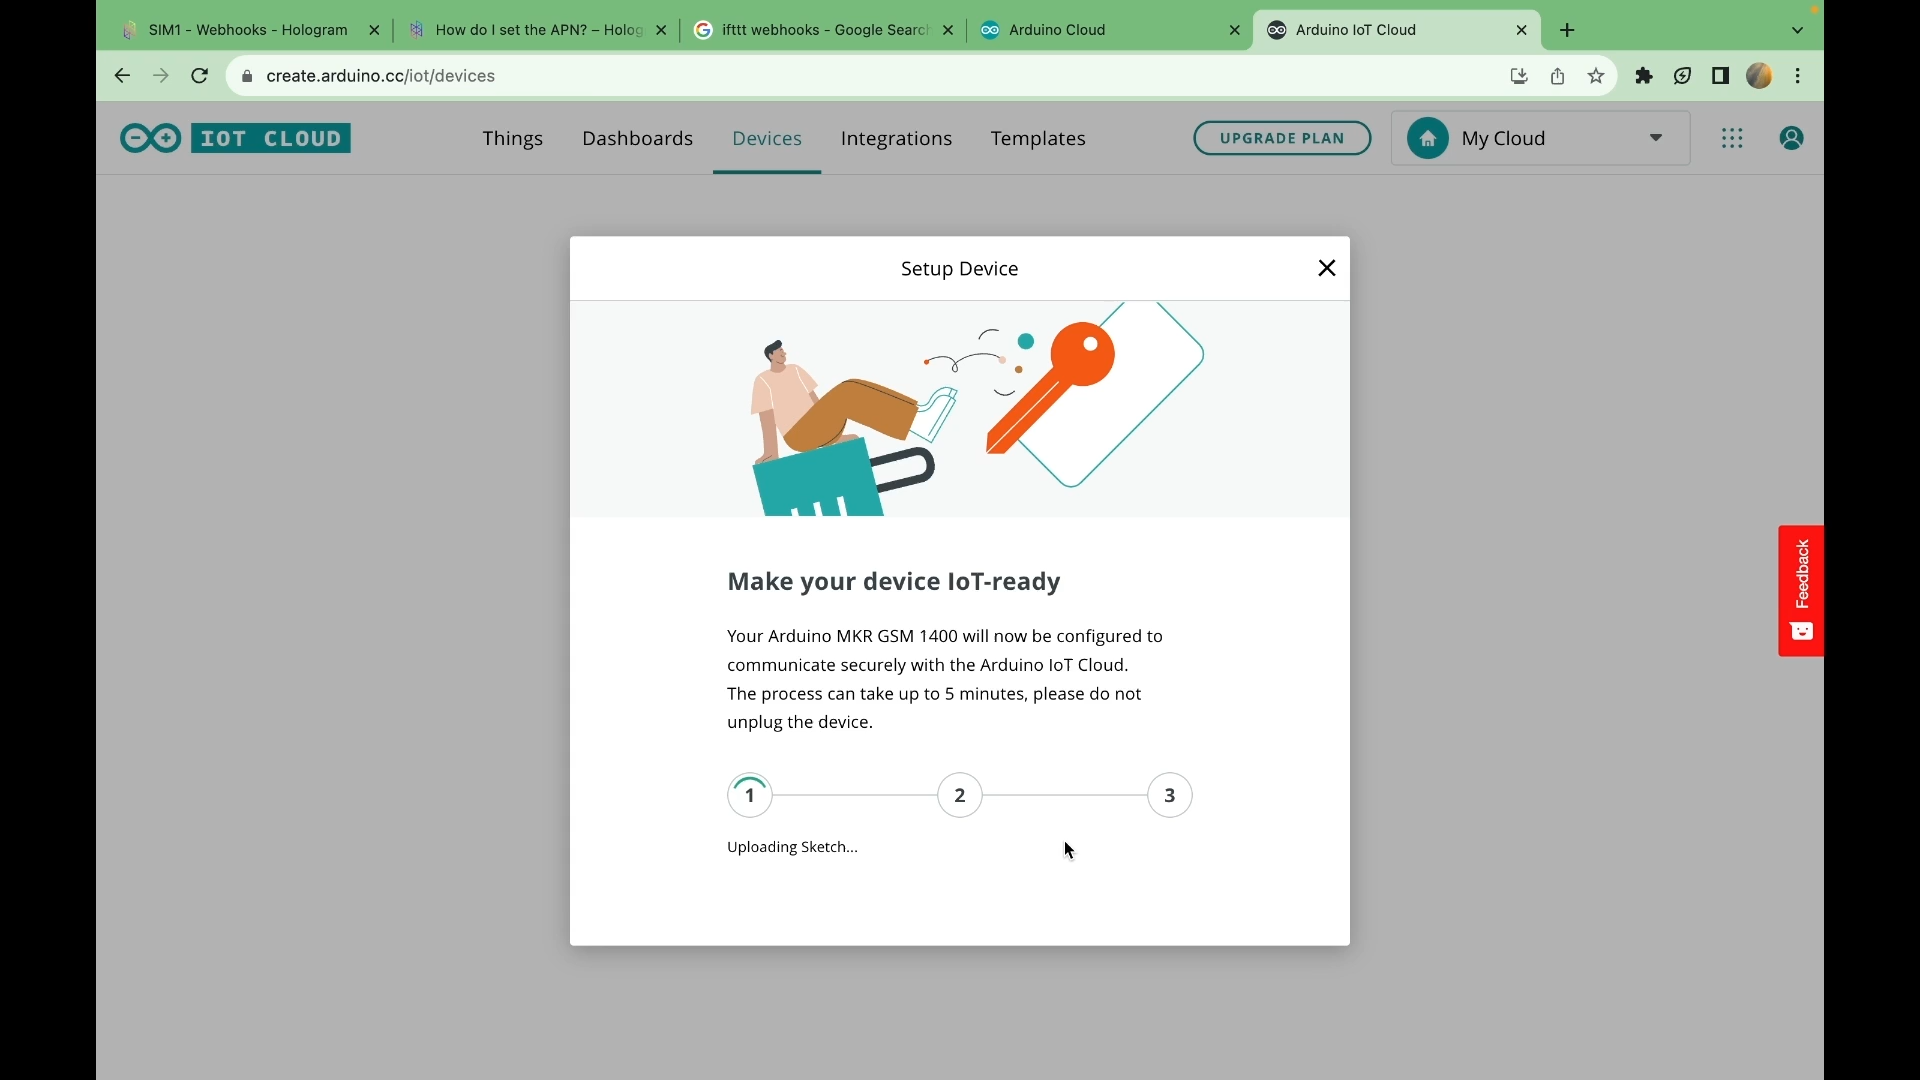 SIM1 - Webhooks - Hologram
How do I set the APN? – Holog
ifttt webhooks - Google Search
Arduino Cloud
Arduino IoT Cloud
create.arduino.cc/iot/devices
IOT CLOUD
Things
Dashboards
Devices
Integrations
Templates
UPGRADE PLAN
My Cloud
Setup Device
Make your device IoT-ready
Your Arduino MKR GSM 1400 will now be configured to
communicate securely with the Arduino IoT Cloud.
The process can take up to 5 minutes, please do not
unplug the device.
1
2
3
Uploading Sketch...
Feedback